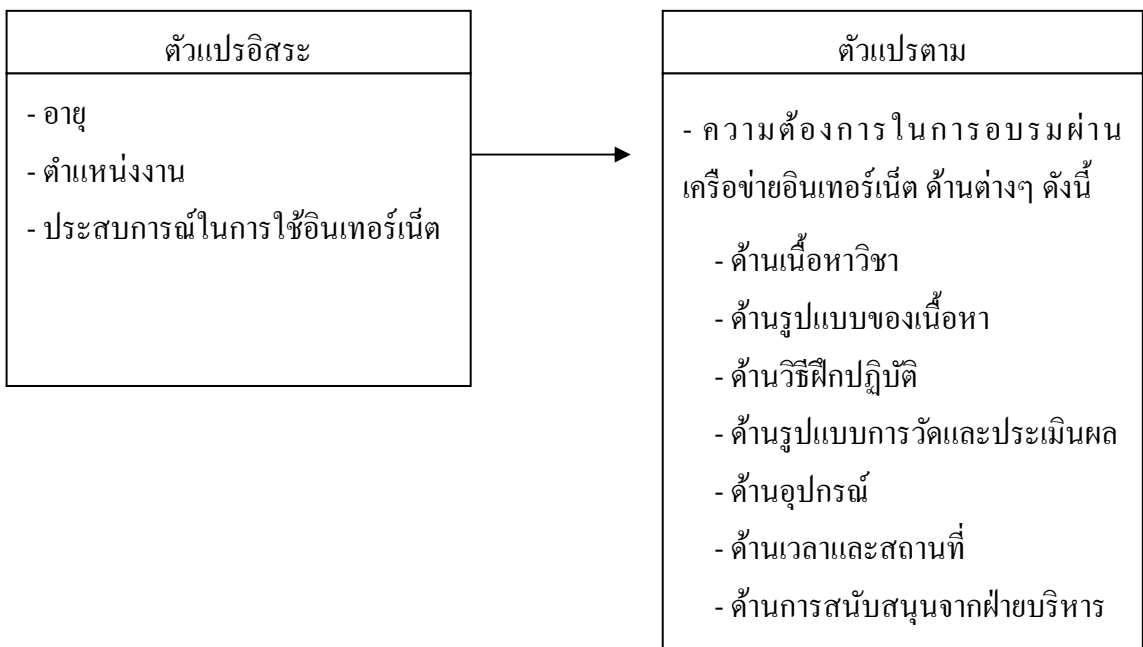 ตัวแปรอิสระ
- อายุ
- ตำแหน่งงาน
- ประสบการณ์ในการใช้อินเทอร์เน็ต
ตัวแปรตาม
- ความต้องการในการอบรมผ่าน
เครือข่ายอินเทอร์เน็ต ด้านต่างๆ ดังนี้
- ด้านเนื้อหาวิชา
- ด้านรูปแบบของเนื้อหา
- ด้านวิธีฝึกปฏิบัติ
- ด้านรูปแบบการวัดและประเมินผล
- ด้านอุปกรณ์
- ด้านเวลาและสถานที่
- ด้านการสนับสนุนจากฝ่ายบริหาร